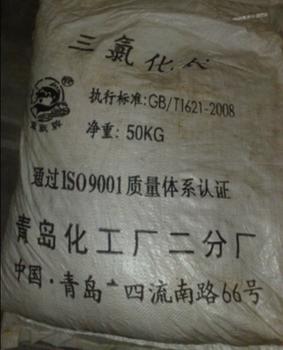 三氯化
执行标准:GB/T1621-2008
净重:50KG
通过ISO9001质量体系认证
青岛化工厂二分厂
中国·青岛 四流南路66号